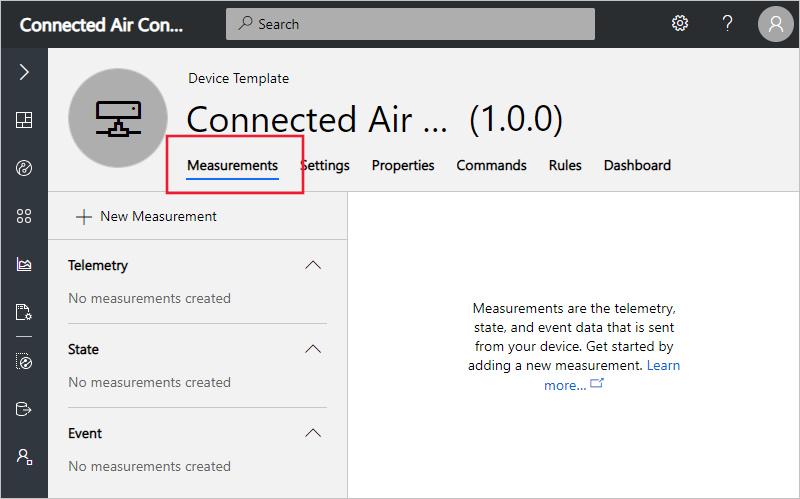 Connected Air Con...
Search
?
Device Template
Connected Air ... (1.0.0)
Measurements Settings Properties Commands Rules Dashboard
New Measurement
Telemetry
No measurements created
State
No measurements created
Event
No measurements created
Measurements are the telemetry,
state, and event data that is sent
from your device. Get started by
adding a new measurement. Learn
more...